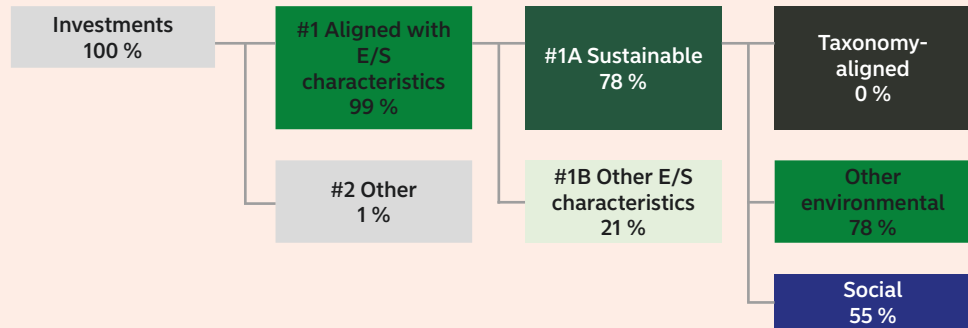 Investments
100 %
#1 Aligned with
E/S
characteristics
99 %
#2 Other
1 %
#1A Sustainable
78 %
#1B Other E/S
characteristics
21 %
Taxonomy-
aligned
0 %
Other
environmental
78 %
Social
55 %